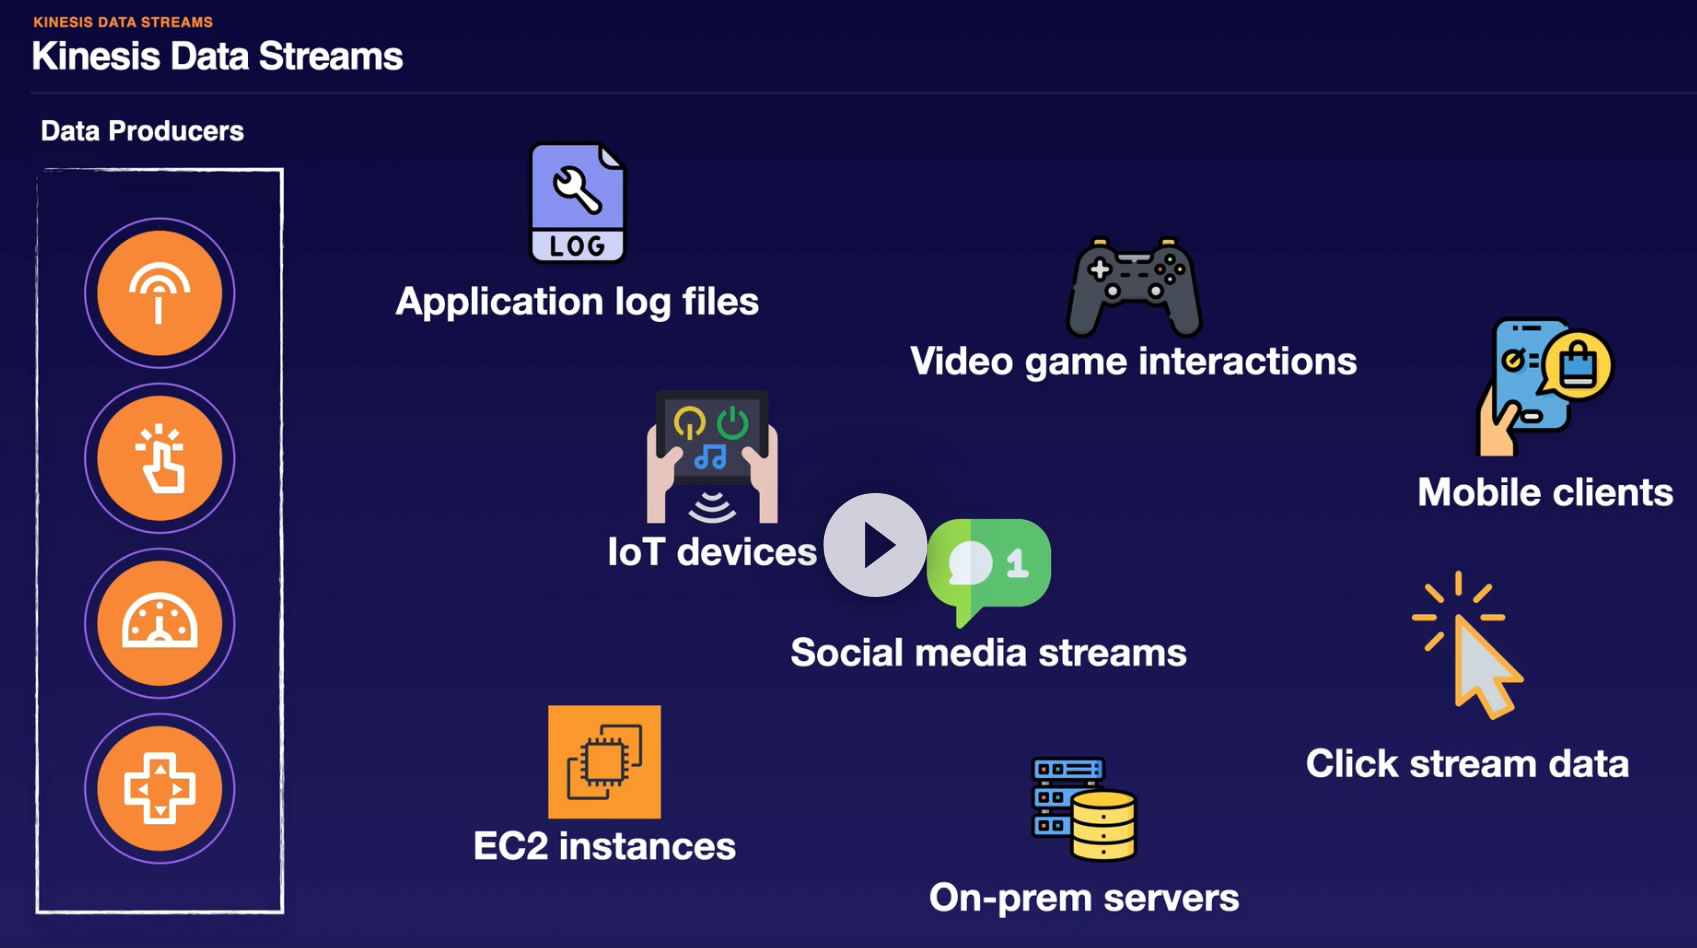 KINESIS DATA STREAMS
Kinesis Data Streams
Data Producers
LOG
Application log files
Video game interactions
Mobile clients
IoT devices
1
Social media streams
Click stream data
EC2 instances
On-prem servers